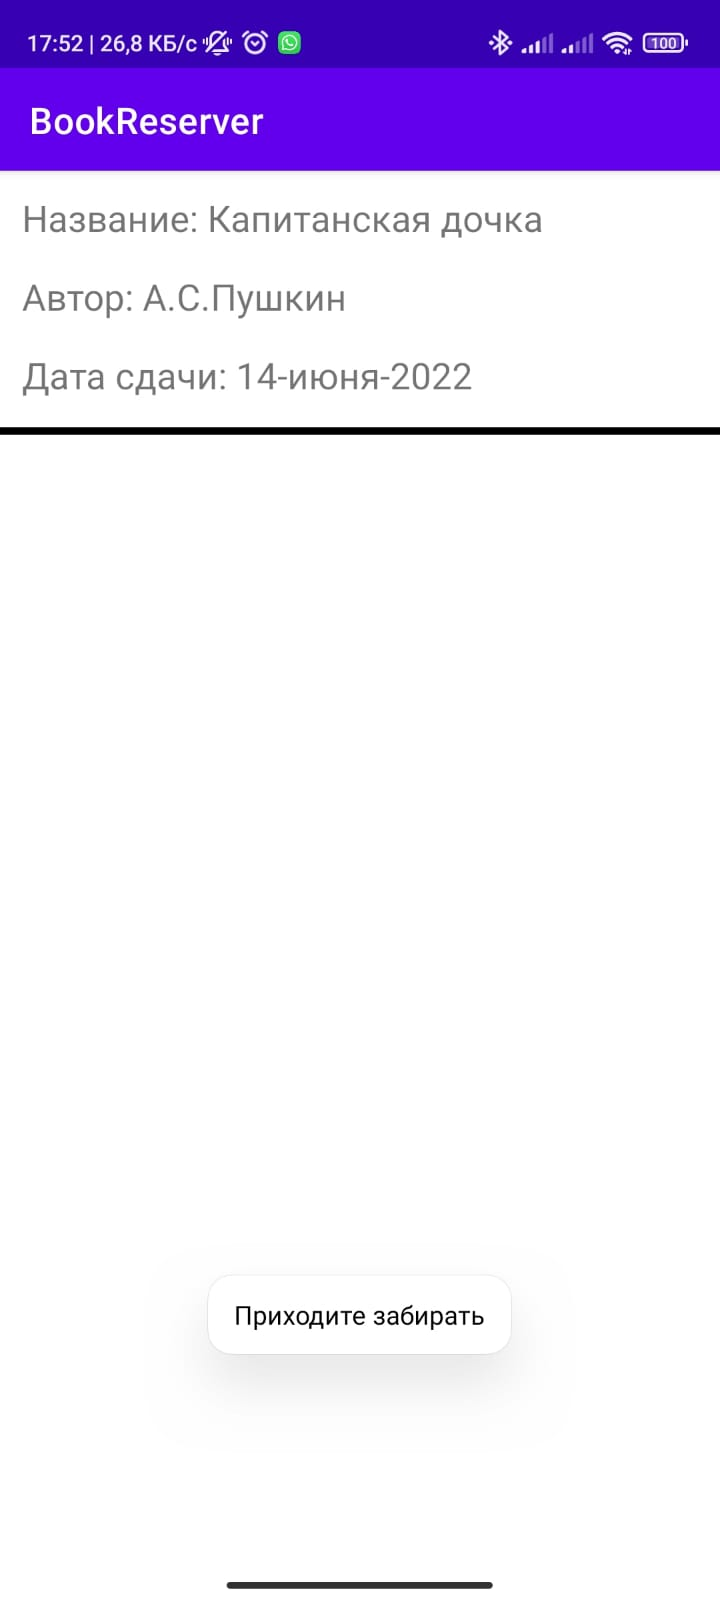 17:52 | 26,8 КБ/с 100
BookReserver
Название: Капитанская дочка
Автор: А.С.Пушкин
Дата сдачи: 14-июня-2022
Приходите забирать